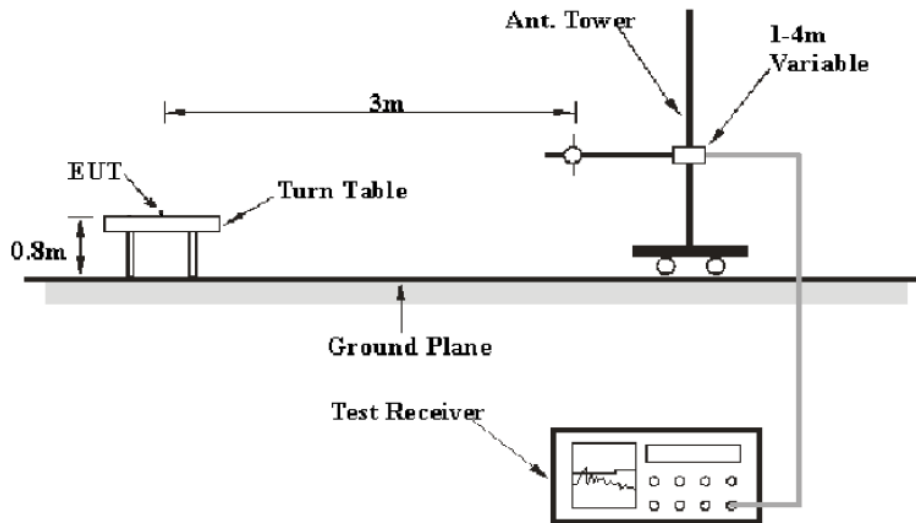 Ant. Tower
1-4m
Variable
3m
EUT
Turn Table
0.8m
Ground Plane
Test Receiver